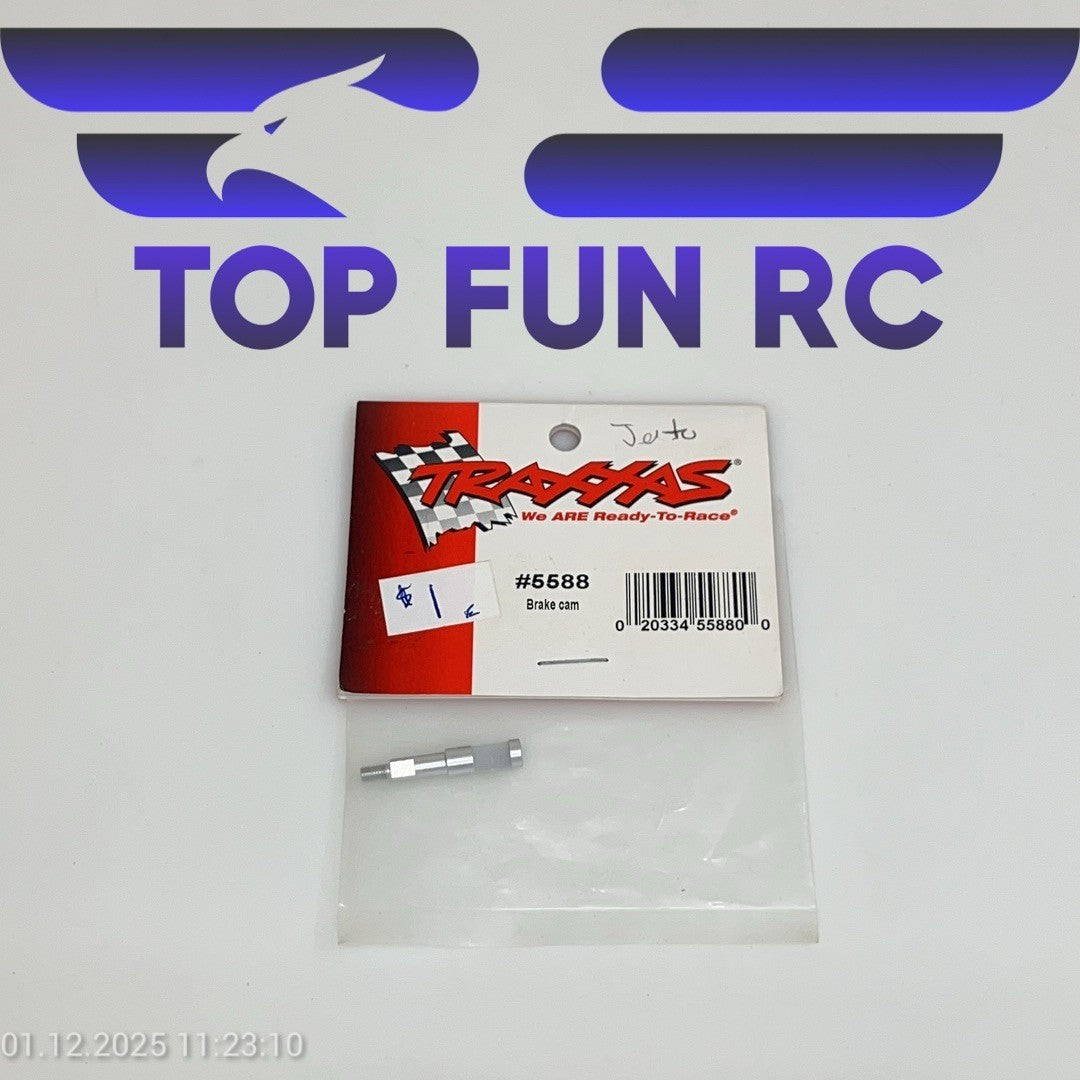 TOP FUN RC
Jato
TRAXXAS®
We ARE Ready-To-Race®
#5588
Brake cam
$1
0 20334 55880 0
01.12.2025 11:23:10